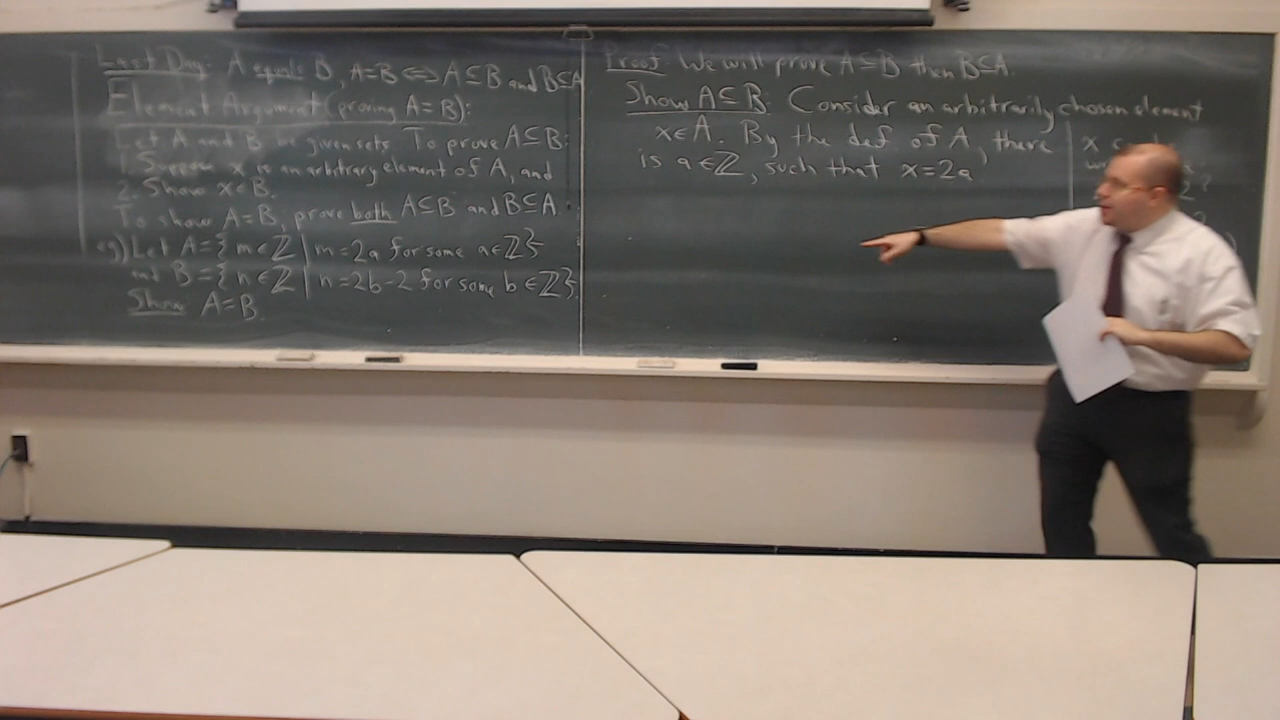 Last Day: A equals B, A=B ⟺ A⊆B and B⊆A
Element Argument (proving A=B):
Let A and B be given sets. To prove A⊆B:
1. Suppose x is an arbitrary element of A, and
2. Show x∈B.
To show A=B, prove both A⊆B and B⊆A.
eg) Let A={m∈ℤ | m=2a for some a∈ℤ}
and B={n∈ℤ | n=2b-2 for some b∈ℤ}.
Show A=B.
Proof: We will prove A⊆B then B⊆A.
Show A⊆B: Consider an arbitrarily chosen element
x∈A. By the def of A, there
is a∈ℤ, such that x=2a
x
2?
?